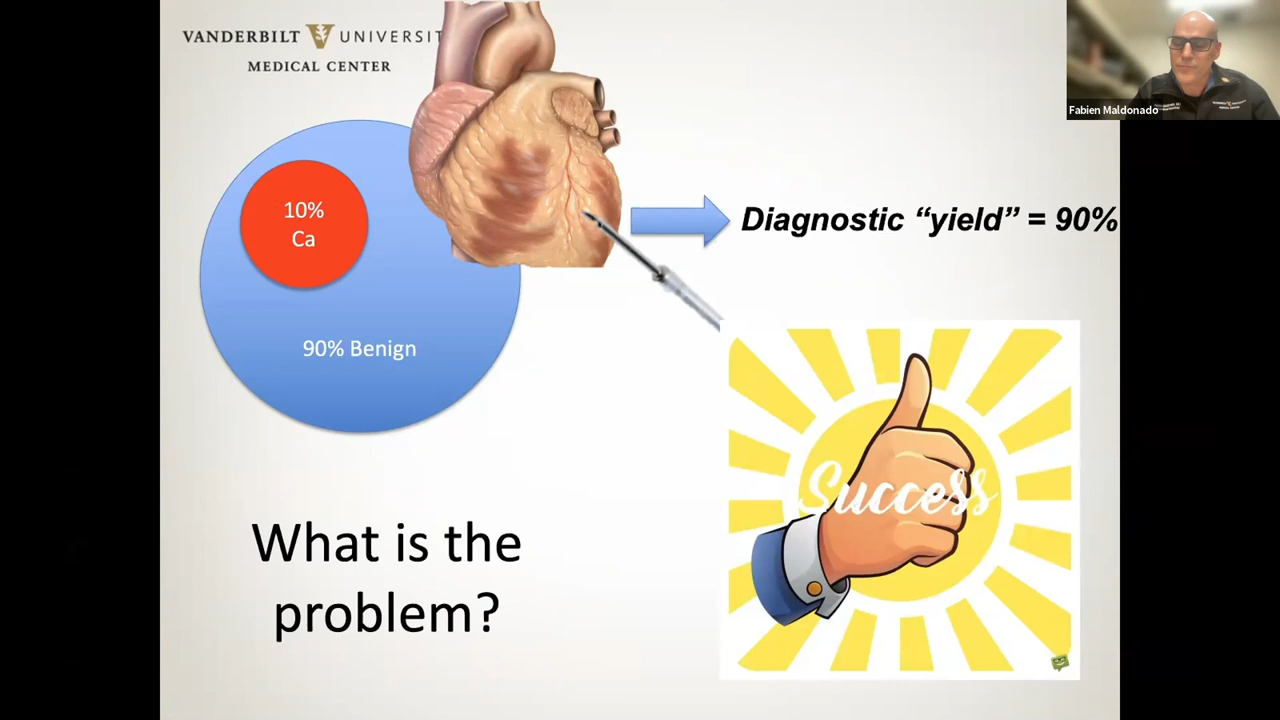 VANDERBILT V UNIVERSIT
MEDICAL CENTER
Fabien Maldonado
10%
Ca
Diagnostic “yield” = 90%
90% Benign
Success
What is the
problem?